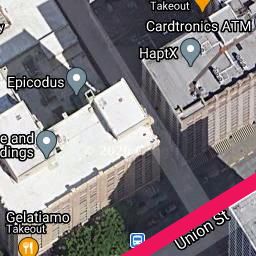 Takeout
Cardtronics ATM
HaptX
Epicodus
e and
dings
Gelatiamo
Takeout
Union St